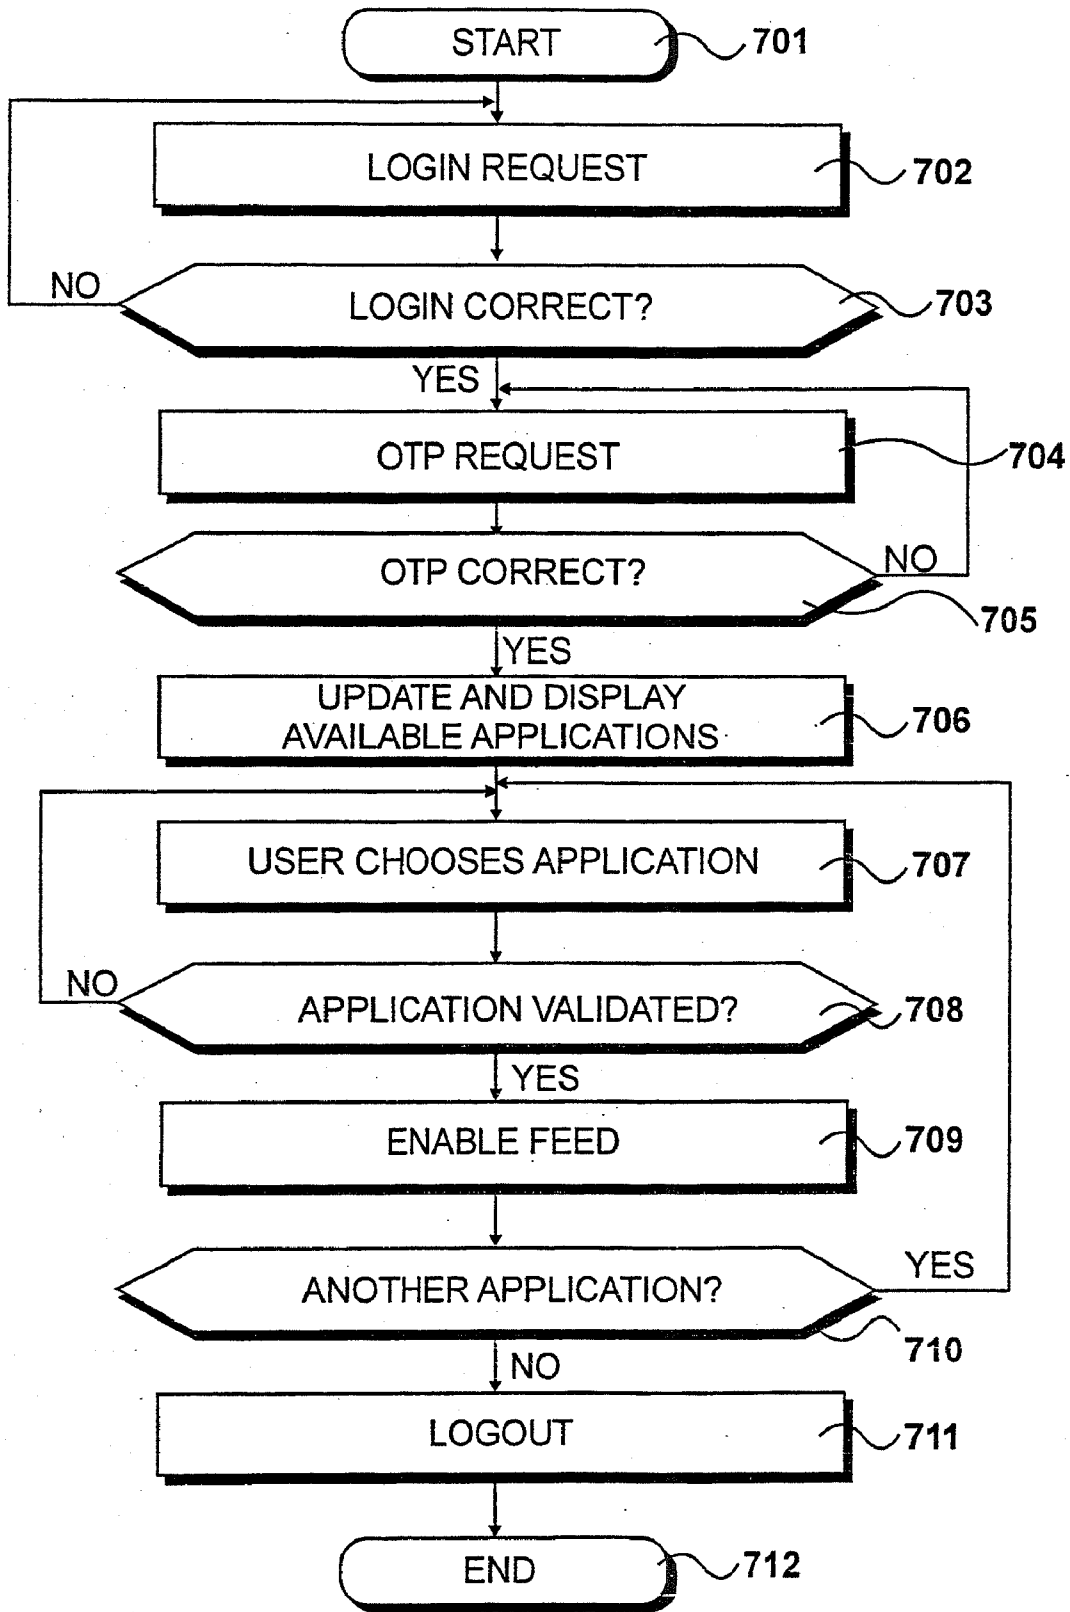 START
701
LOGIN REQUEST
702
NO
LOGIN CORRECT?
703
YES
OTP REQUEST
704
OTP CORRECT?
NO
705
YES
UPDATE AND DISPLAY
AVAILABLE APPLICATIONS
706
USER CHOOSES APPLICATION
707
NO
APPLICATION VALIDATED?
708
YES
ENABLE FEED
709
ANOTHER APPLICATION?
YES
710
NO
LOGOUT
711
END
712